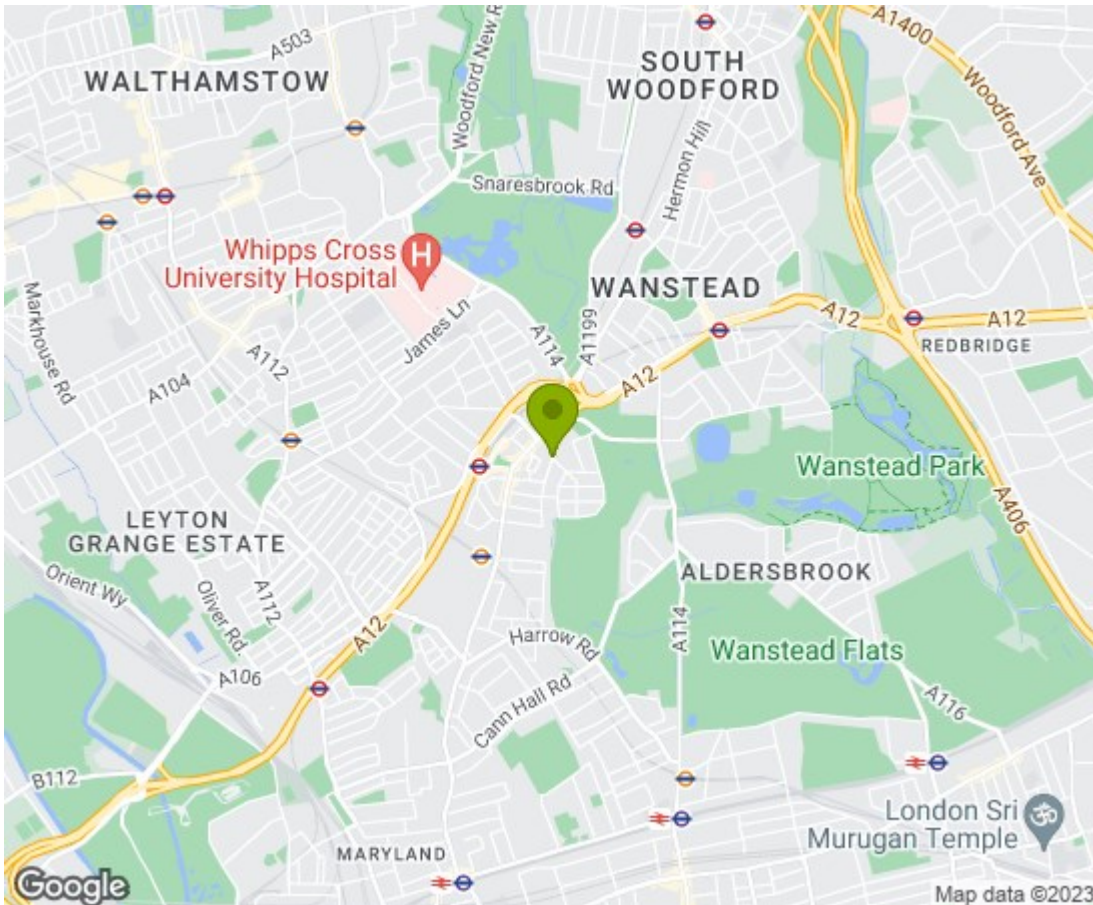 A503
A1400
WALTHAMSTOW
Woodford New R
SOUTH
WOODFORD
Woodford Ave
Hermon Hill
Snaresbrook Rd
Whipps Cross
University Hospital
H
WANSTEAD
Markhouse Rd
James Ln
A114
A1199
A12
A12
REDBRIDGE
A112
A104
A12
Wanstead Park
A406
LEYTON
GRANGE ESTATE
Orient Wy
Oliver Rd.
A112
ALDERSBROOK
A12
Harrow Rd
A114
Wanstead Flats
A106
Cann Hall Rd
A116
B112
London Sri
Murugan Temple
MARYLAND
Google
Map data ©2023